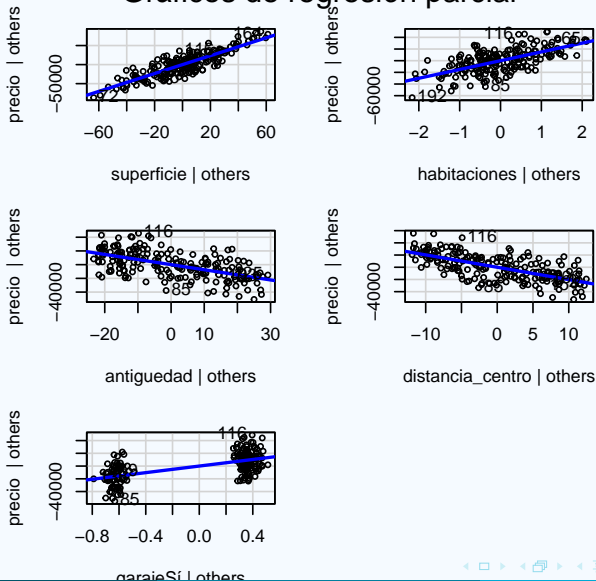 Gráficos de regresión parcial
precio | others
−50000
164
116
−60 −20 20 60
superficie | others
precio | others
−60000
116
65
192
85
−2 −1 0 1 2
habitaciones | others
precio | others
−40000
116
85
−20 0 10 30
antiguedad | others
precio | others
−40000
116
85
−10 0 5 10
distancia_centro | others
precio | others
−40000
116
85
−0.8 −0.4 0.0 0.4
garajeSí | others